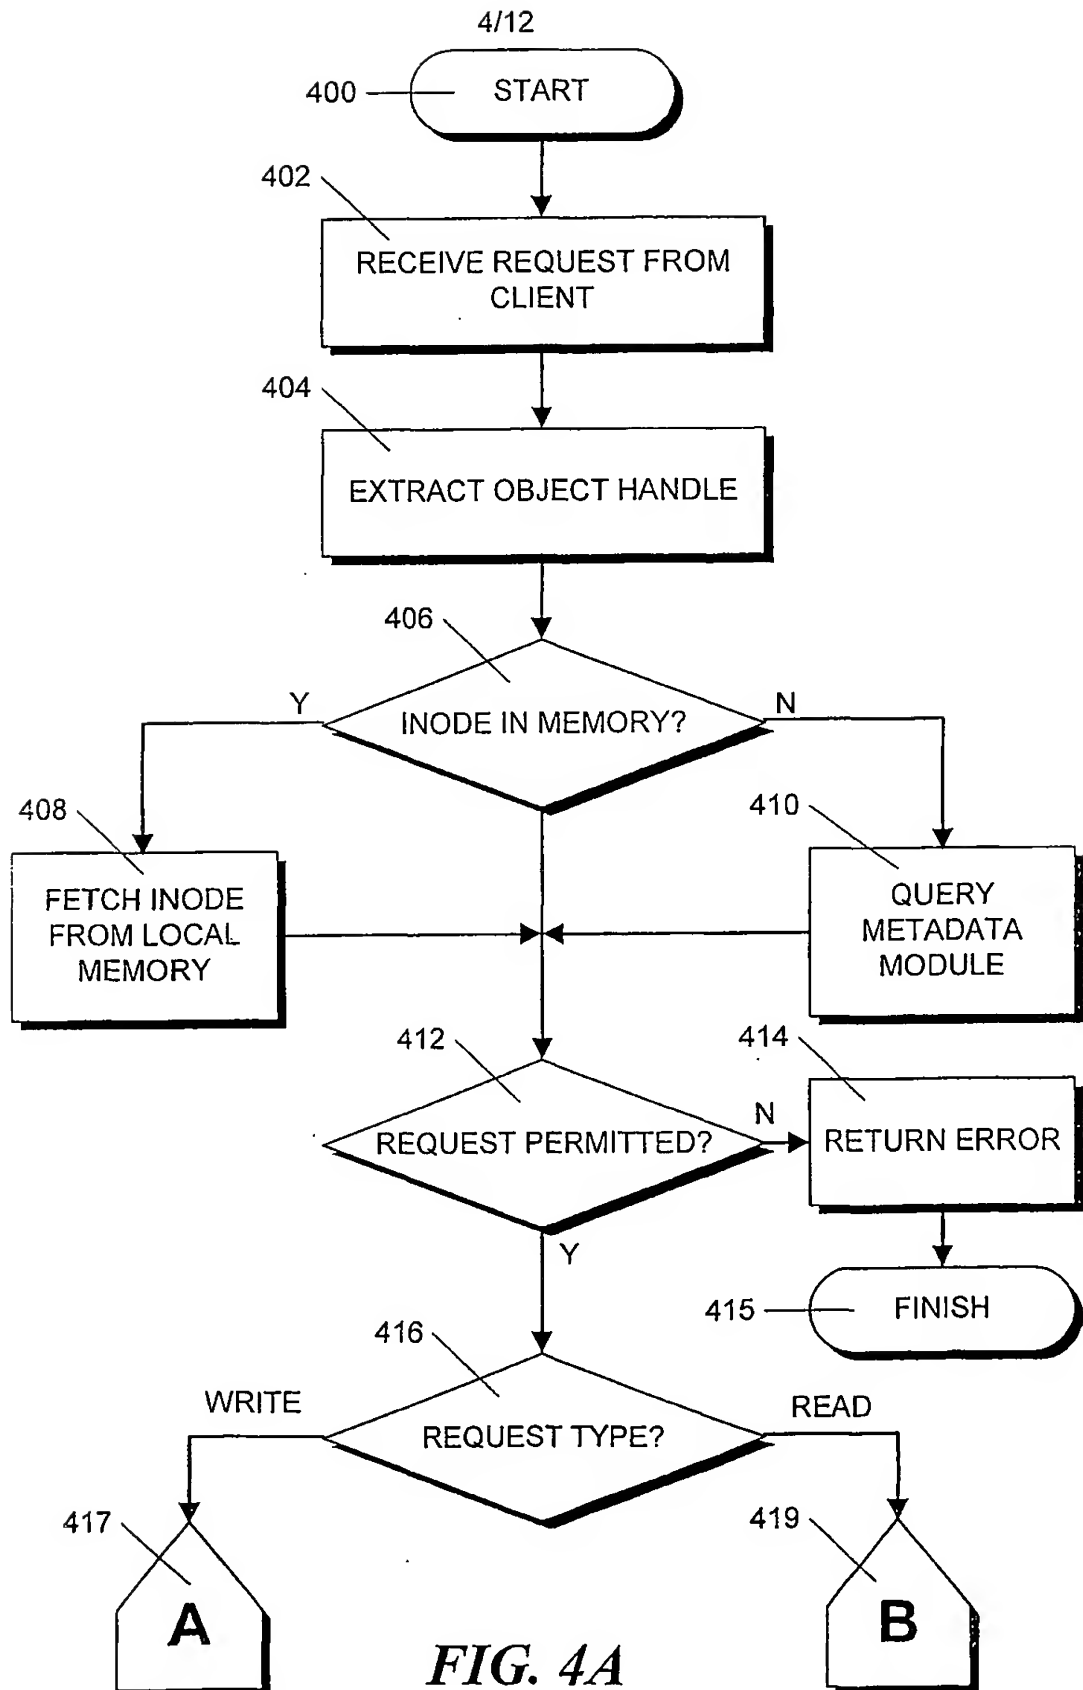 4/12
400
START
402
RECEIVE REQUEST FROM
CLIENT
404
EXTRACT OBJECT HANDLE
406
Y
N
INODE IN MEMORY?
408
410
FETCH INODE
FROM LOCAL
MEMORY
QUERY
METADATA
MODULE
412
414
N
REQUEST PERMITTED?
RETURN ERROR
Y
415
FINISH
416
WRITE
READ
REQUEST TYPE?
417
419
A
B
FIG. 4A